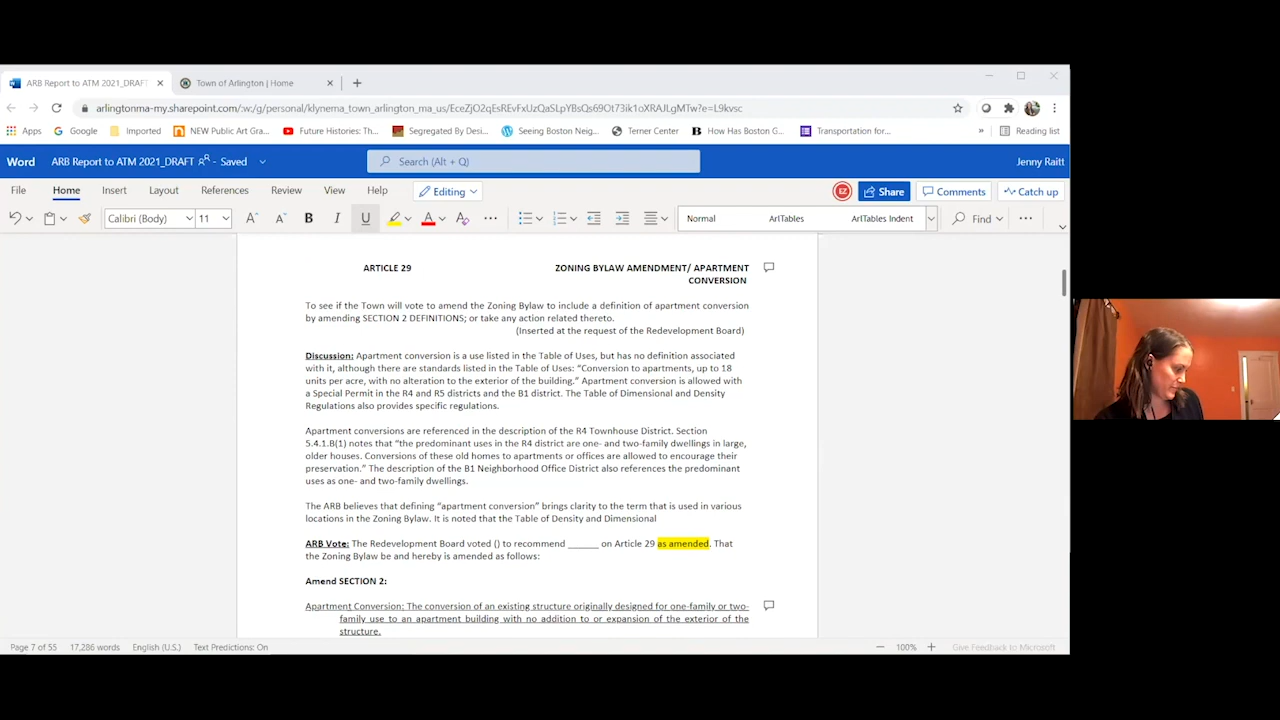 ARB Report to ATM 2021_DRAFT
Town of Arlington | Home
arlingtonma-my.sharepoint.com/:w:/g/personal/klynema_town_arlington_ma_us/
Apps Google Imported NEW Public Art Gra... Future Histories: Th... Segregated By Desi... Seeing Boston Neig... Terner Center How Has Boston G... Transportation for... » Reading list
Word ARB Report to ATM 2021_DRAFT - Saved Search (Alt + Q) Jenny Raitt
File Home Insert Layout References Review View Help Editing EZ Share Comments Catch up
Calibri (Body) 11 A A B I U A A Normal ArlTables ArlTables Indent Find
ARTICLE 29 ZONING BYLAW AMENDMENT/ APARTMENT
CONVERSION
To see if the Town will vote to amend the Zoning Bylaw to include a definition of apartment conversion
by amending SECTION 2 DEFINITIONS; or take any action related thereto.
(Inserted at the request of the Redevelopment Board)
Discussion: Apartment conversion is a use listed in the Table of Uses, but has no definition associated
with it, although there are standards listed in the Table of Uses: “Conversion to apartments, up to 18
units per acre, with no alteration to the exterior of the building.” Apartment conversion is allowed with
a Special Permit in the R4 and R5 districts and the B1 district. The Table of Dimensional and Density
Regulations also provides specific regulations.
Apartment conversions are referenced in the description of the R4 Townhouse District. Section
5.4.1.B(1) notes that “the predominant uses in the R4 district are one- and two-family dwellings in large,
older houses. Conversions of these old homes to apartments or offices are allowed to encourage their
preservation.” The description of the B1 Neighborhood Office District also references the predominant
uses as one- and two-family dwellings.
The ARB believes that defining “apartment conversion” brings clarity to the term that is used in various
locations in the Zoning Bylaw. It is noted that the Table of Density and Dimensional
ARB Vote: The Redevelopment Board voted () to recommend ______ on Article 29 as amended. That
the Zoning Bylaw be and hereby is amended as follows:
Amend SECTION 2:
Apartment Conversion: The conversion of an existing structure originally designed for one-family or two-
family use to an apartment building with no addition to or expansion of the exterior of the
structure.
Page 7 of 55 17,286 words English (U.S.) Text Predictions: On 100% Give Feedback to Microsoft